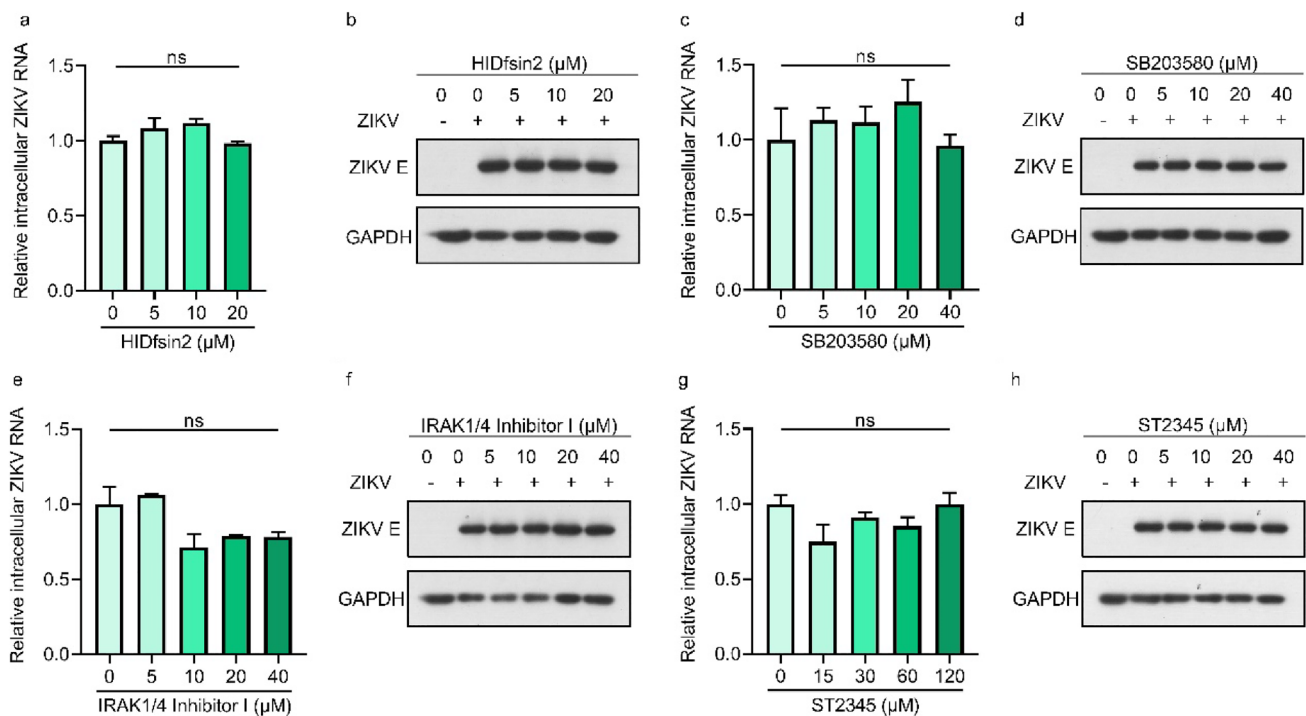 a
Relative intracellular ZIKV RNA
1.5
1.0
0.5
0.0
ns
0 5 10 20
HIDfsin2 (µM)
b
HIDfsin2 (µM)
0 0 5 10 20
ZIKV - + + + +
ZIKV E
GAPDH
c
Relative intracellular ZIKV RNA
1.5
1.0
0.5
0.0
ns
0 5 10 20 40
SB203580 (µM)
d
SB203580 (µM)
0 0 5 10 20 40
ZIKV - + + + + +
ZIKV E
GAPDH
e
Relative intracellular ZIKV RNA
1.5
1.0
0.5
0.0
ns
0 5 10 20 40
IRAK1/4 Inhibitor I (µM)
f
IRAK1/4 Inhibitor I (µM)
0 0 5 10 20 40
ZIKV - + + + + +
ZIKV E
GAPDH
g
Relative intracellular ZIKV RNA
1.5
1.0
0.5
0.0
ns
0 15 30 60 120
ST2345 (µM)
h
ST2345 (µM)
0 0 5 10 20 40
ZIKV - + + + + +
ZIKV E
GAPDH